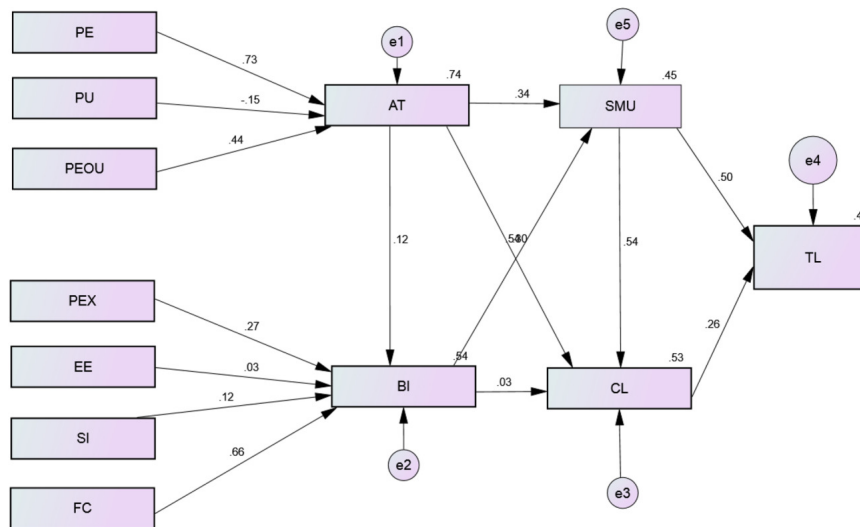 PE
PU
PEOU
.73
-.15
.44
e1
.74
AT
.34
e5
.45
SMU
.50
e4
TL
.12
.54
.26
PEX
EE
SI
FC
.27
.03
.12
.66
.54
BI
e2
.03
.53
CL
e3